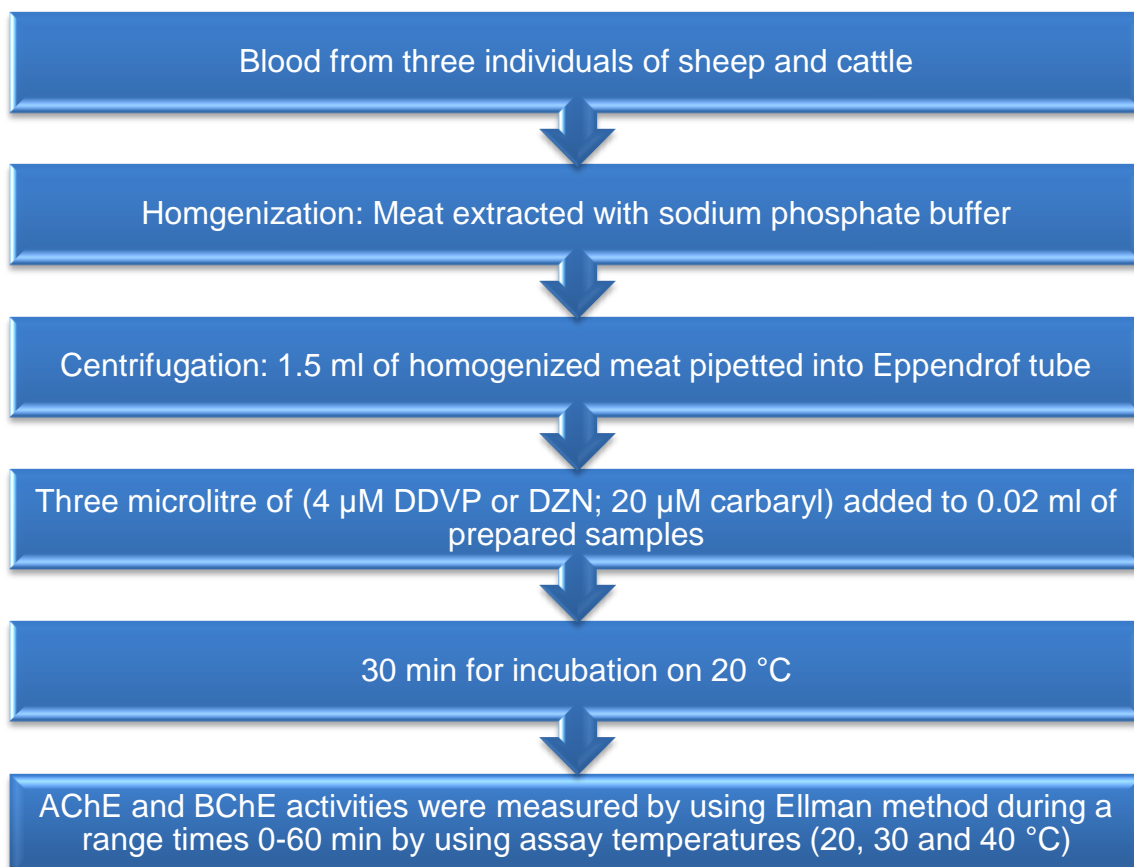 Blood from three individuals of sheep and cattle
Homgenization: Meat extracted with sodium phosphate buffer
Centrifugation: 1.5 ml of homogenized meat pipetted into Eppendrof tube
Three microlitre of (4 µM DDVP or DZN; 20 µM carbaryl) added to 0.02 ml of
prepared samples
30 min for incubation on 20 °C
AChE and BChE activities were measured by using Ellman method during a
range times 0-60 min by using assay temperatures (20, 30 and 40 °C)